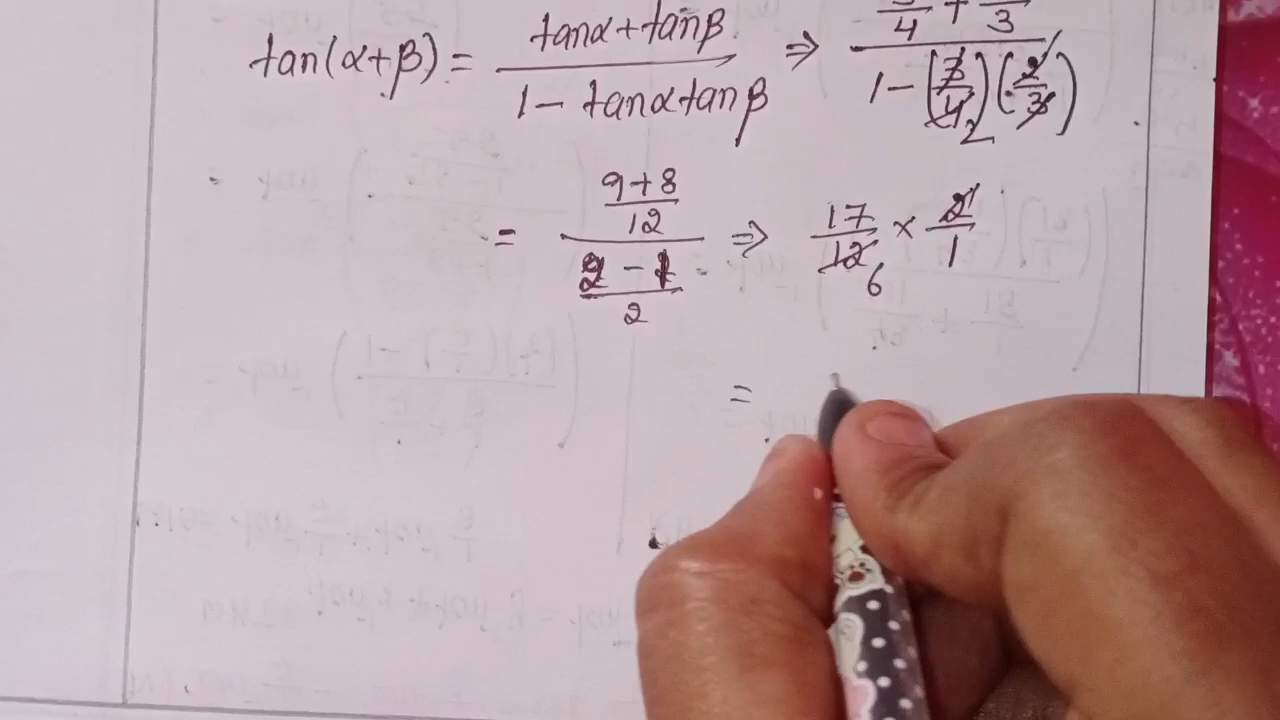 tan(α+β) = (tanα+tanβ)/(1 - tanα tanβ) ⇒ (3/4 + 2/3)/(1 - (3/4)(2/3))
= ((9+8)/12)/((2 - 1)/2) ⇒ 17/12 6 × 2/1
=